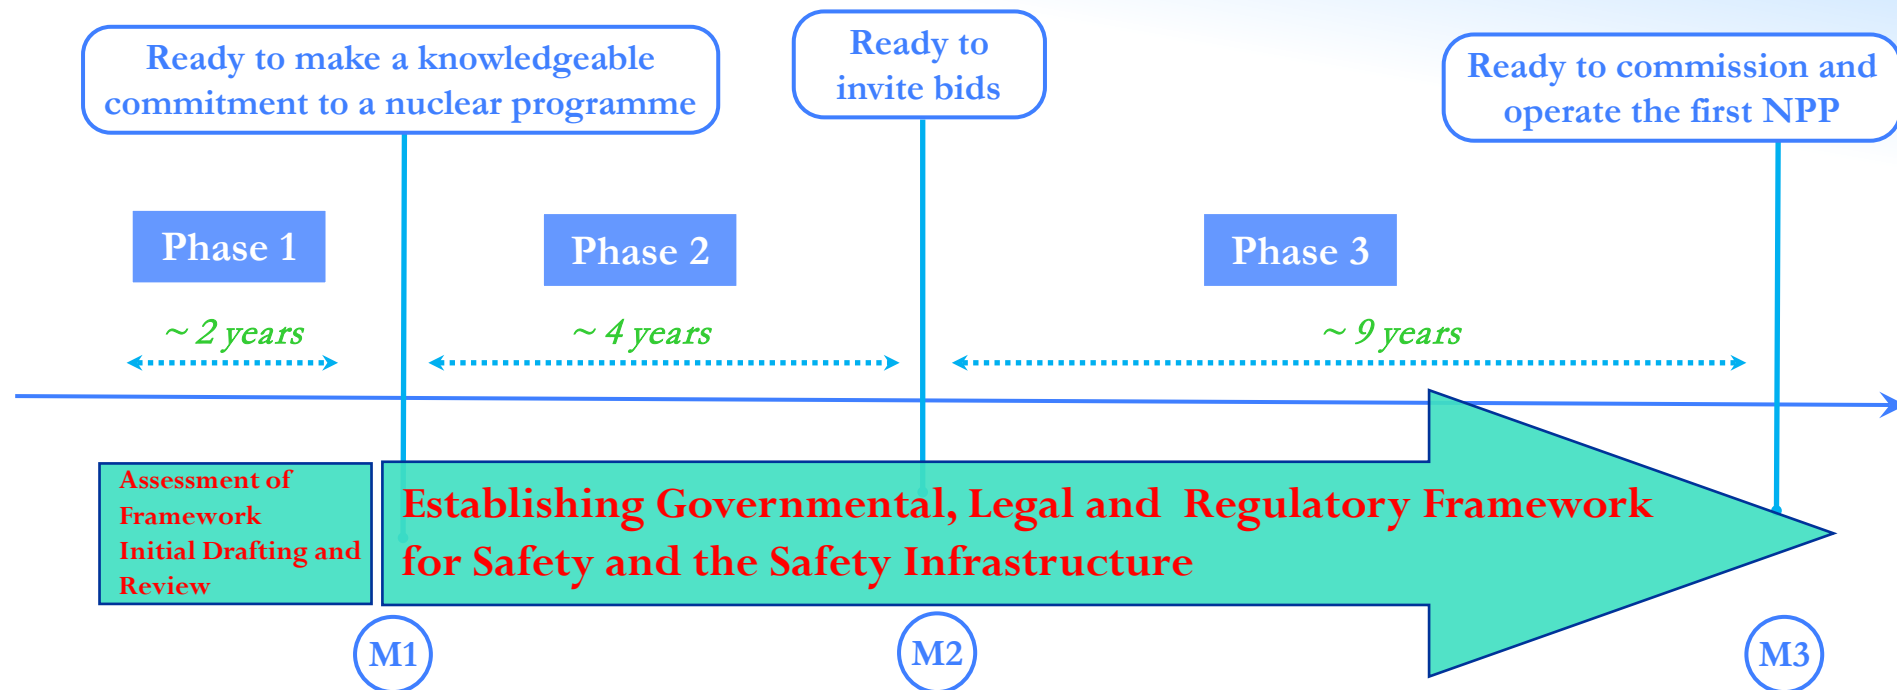 Ready to make a knowledgeable
commitment to a nuclear programme
Ready to
invite bids
Ready to commission and
operate the first NPP
Phase 1
Phase 2
Phase 3
~ 2 years
~ 4 years
~ 9 years
Assessment of
Framework
Initial Drafting and
Review
Establishing Governmental, Legal and Regulatory Framework
for Safety and the Safety Infrastructure
M1
M2
M3